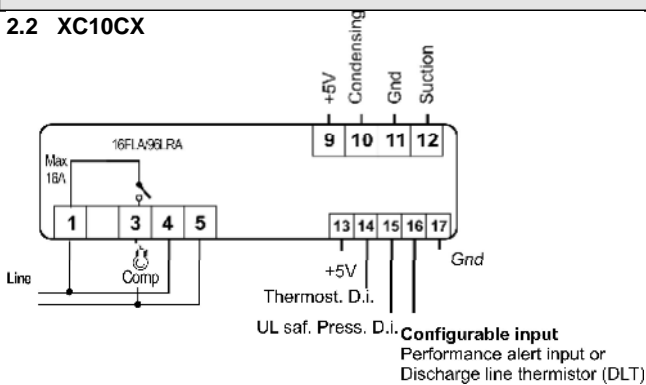 2.2 XC10CX
+5V
Condensing
Gnd
Suction
9 10 11 12
16FLA/96LRA
Max
16A
1 3 4 5
13 14 15 16 17
Gnd
Line
Comp
+5V
Thermost. D.i.
UL saf. Press. D.i.
Configurable input
Performance alert input or
Discharge line thermistor (DLT)